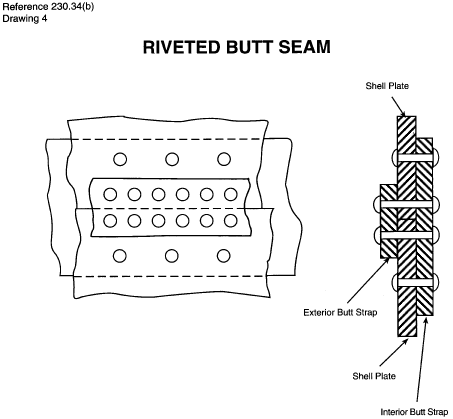 Reference 230.34(b)
Drawing 4
RIVETED BUTT SEAM
Shell Plate
Exterior Butt Strap
Shell Plate
Interior Butt Strap